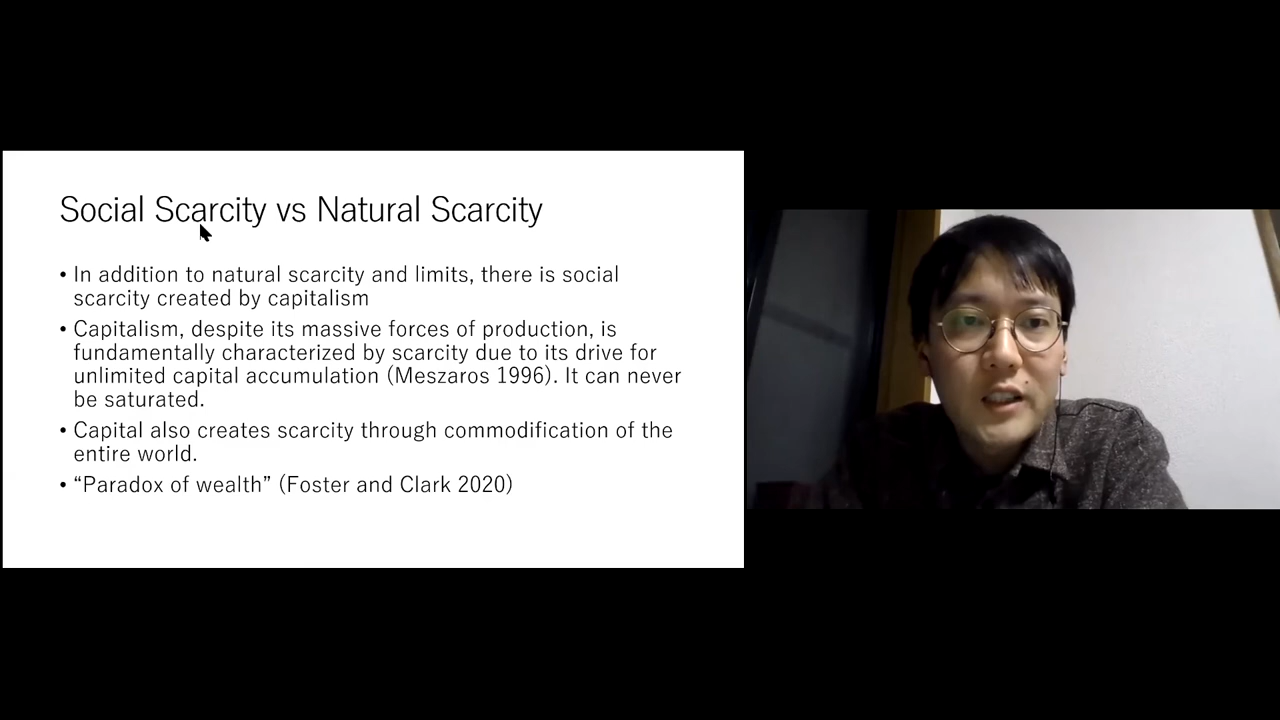 Social Scarcity vs Natural Scarcity
• In addition to natural scarcity and limits, there is social
scarcity created by capitalism
• Capitalism, despite its massive forces of production, is
fundamentally characterized by scarcity due to its drive for
unlimited capital accumulation (Meszaros 1996). It can never
be saturated.
• Capital also creates scarcity through commodification of the
entire world.
• “Paradox of wealth” (Foster and Clark 2020)